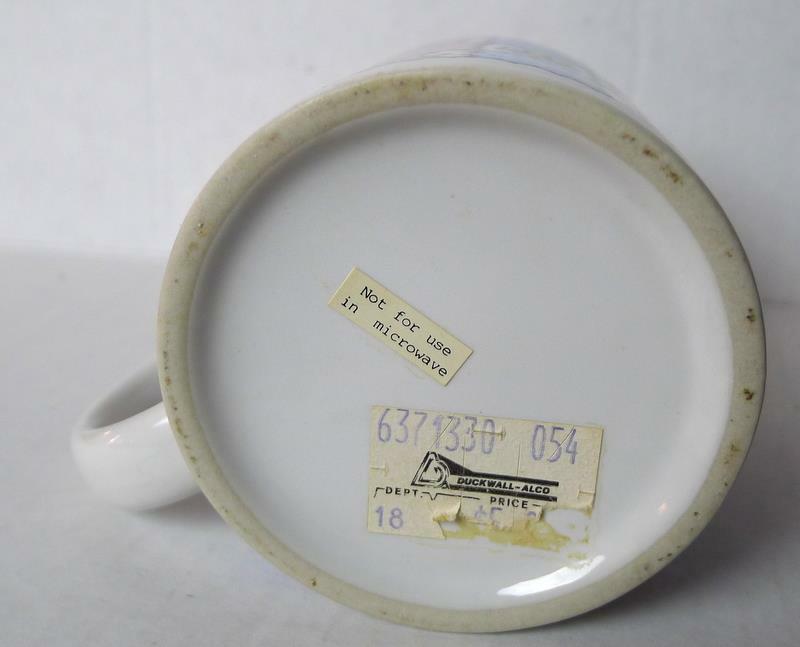 Not for use
in microwave
6371330 054
DUCKWALL-ALCO
DEPT. PRICE
18